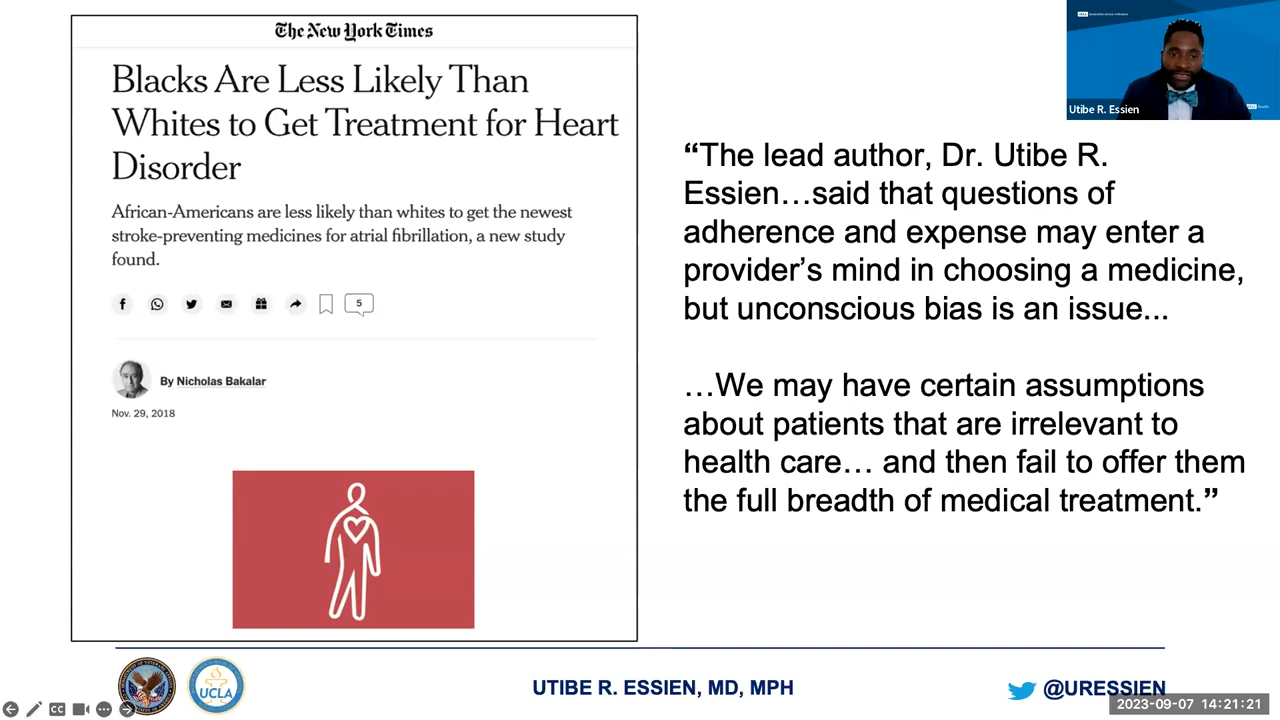 The New York Times
Blacks Are Less Likely Than
Whites to Get Treatment for Heart
Disorder
African-Americans are less likely than whites to get the newest
stroke-preventing medicines for atrial fibrillation, a new study
found.
5
By Nicholas Bakalar
Nov. 29, 2018
Utibe R. Essien
“The lead author, Dr. Utibe R.
Essien…said that questions of
adherence and expense may enter a
provider’s mind in choosing a medicine,
but unconscious bias is an issue...
…We may have certain assumptions
about patients that are irrelevant to
health care… and then fail to offer them
the full breadth of medical treatment.”
UCLA
UTIBE R. ESSIEN, MD, MPH
@URESSIEN
CC
2023-09-07 14:21:21